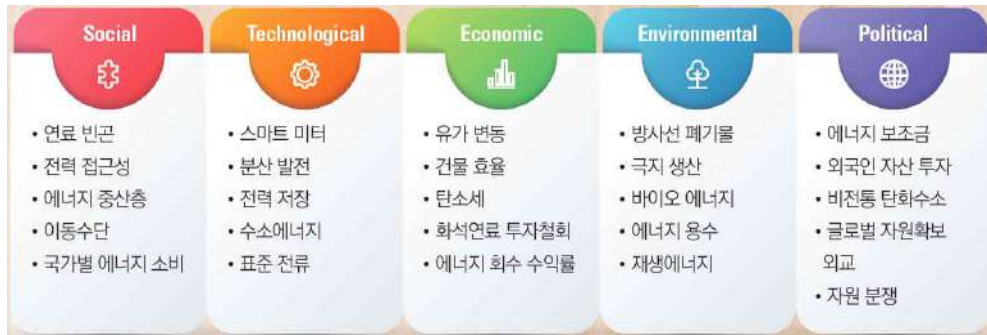 Social
• 연료 빈곤
• 전력 접근성
• 에너지 중산층
• 이동수단
• 국가별 에너지 소비
Technological
• 스마트 미터
• 분산 발전
• 전력 저장
• 수소에너지
• 표준 전류
Economic
• 유가 변동
• 건물 효율
• 탄소세
• 화석연료 투자철회
• 에너지 회수 수익률
Environmental
• 방사선 폐기물
• 극지 생산
• 바이오 에너지
• 에너지 용수
• 재생에너지
Political
• 에너지 보조금
• 외국인 자산 투자
• 비전통 탄화수소
• 글로벌 자원확보
외교
• 자원 분쟁